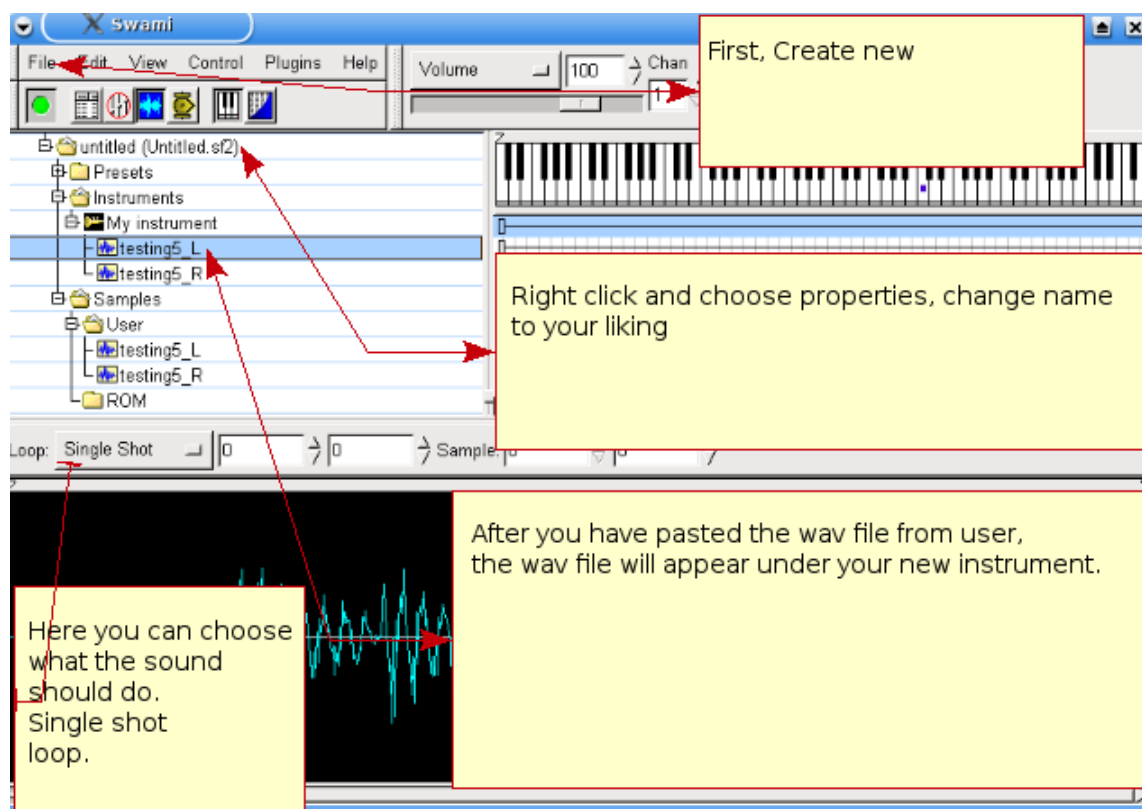 Swami
First, Create new
File Edit View Control Plugins Help
Volume 100 Chan
1
untitled (Untitled.sf2)
Presets
Instruments
My instrument
testing5_L
testing5_R
Samples
User
testing5_L
testing5_R
ROM
Right click and choose properties, change name
to your liking
Loop: Single Shot 0 0 Sample: 0 0
After you have pasted the wav file from user,
the wav file will appear under your new instrument.
Here you can choose
what the sound
should do.
Single shot
loop.